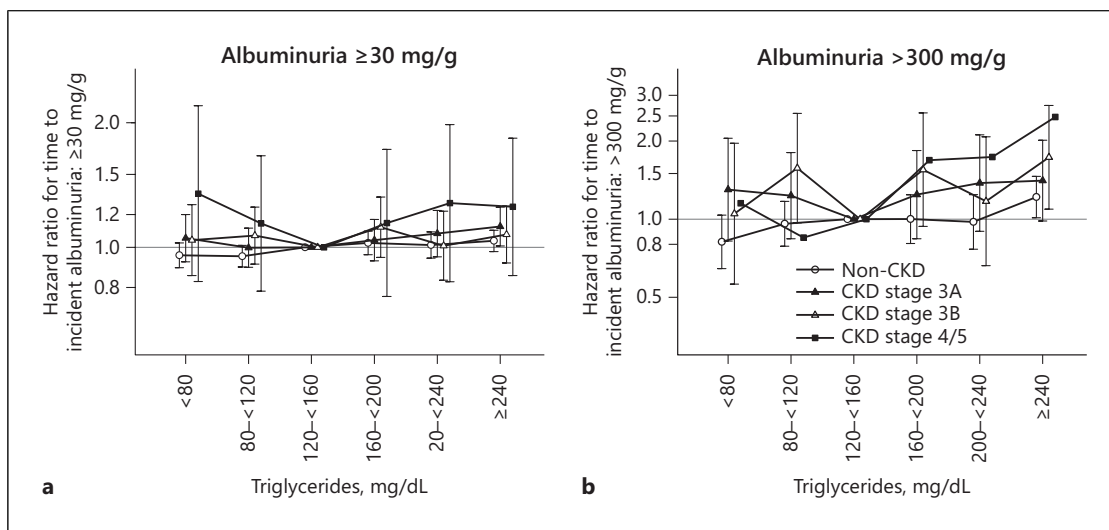 Albuminuria ≥30 mg/g
Hazard ratio for time to
incident albuminuria: ≥30 mg/g
2.0
1.5
1.2
1.0
0.8
<80
80–<120
120–<160
160–<200
20–<240
≥240
a
Triglycerides, mg/dL
Albuminuria >300 mg/g
Hazard ratio for time to
incident albuminuria: >300 mg/g
3.0
2.5
2.0
1.5
1.0
0.8
0.5
Non-CKD
CKD stage 3A
CKD stage 3B
CKD stage 4/5
<80
80–<120
120–<160
160–<200
200–<240
≥240
b
Triglycerides, mg/dL